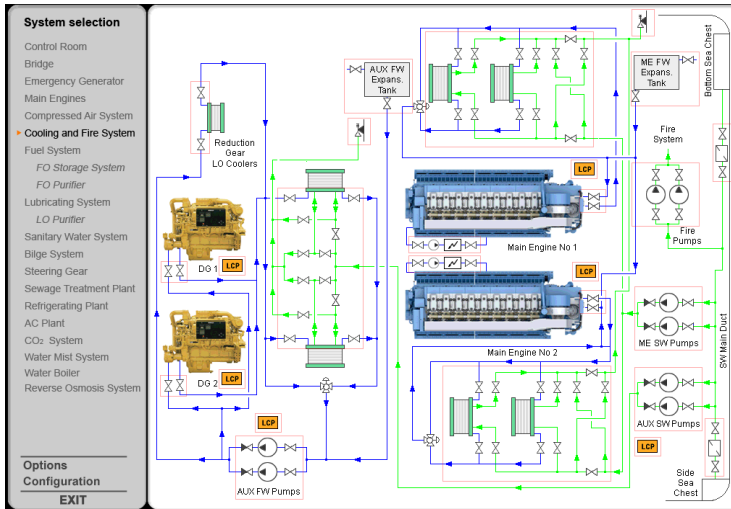 System selection
Control Room
Bridge
Emergency Generator
Main Engines
Compressed Air System
Cooling and Fire System
Fuel System
FO Storage System
FO Purifier
Lubricating System
LO Purifier
Sanitary Water System
Bilge System
Steering Gear
Sewage Treatment Plant
Refrigerating Plant
AC Plant
CO₂ System
Water Mist System
Water Boiler
Reverse Osmosis System
Options
Configuration
EXIT
AUX FW
Expans.
Tank
ME FW
Expans.
Tank
Bottom Sea Chest
Reduction
Gear
LO Coolers
Fire
System
LCP
Main Engine No 1
Fire
Pumps
DG 1
LCP
LCP
Main Engine No 2
ME SW Pumps
SW Main Duct
DG 2
LCP
LCP
AUX SW Pumps
LCP
AUX FW Pumps
Side
Sea
Chest